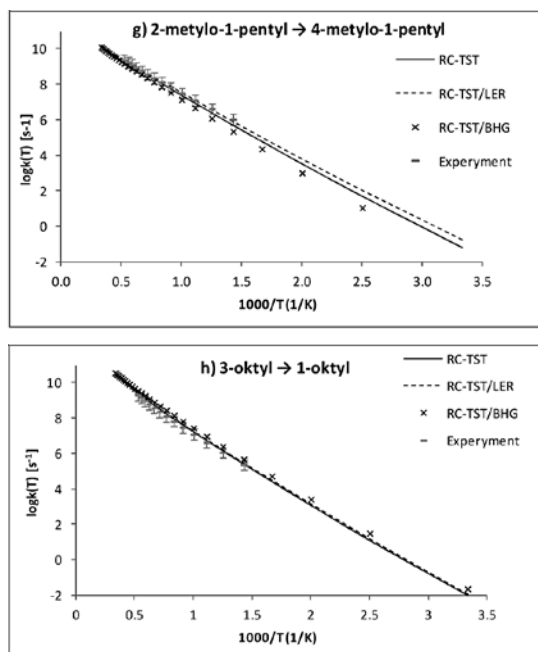 g) 2-metylo-1-pentyl → 4-metylo-1-pentyl
10
8
6
4
2
0
-2
logk(T) [s-1]
0.0 0.5 1.0 1.5 2.0 2.5 3.0 3.5
1000/T(1/K)
RC-TST
RC-TST/LER
RC-TST/BHG
Experyment
h) 3-oktyl → 1-oktyl
10
8
6
4
2
0
-2
logk(T) [s⁻¹]
0 0.5 1 1.5 2 2.5 3 3.5
1000/T(1/K)
RC-TST
RC-TST/LER
RC-TST/BHG
Experyment